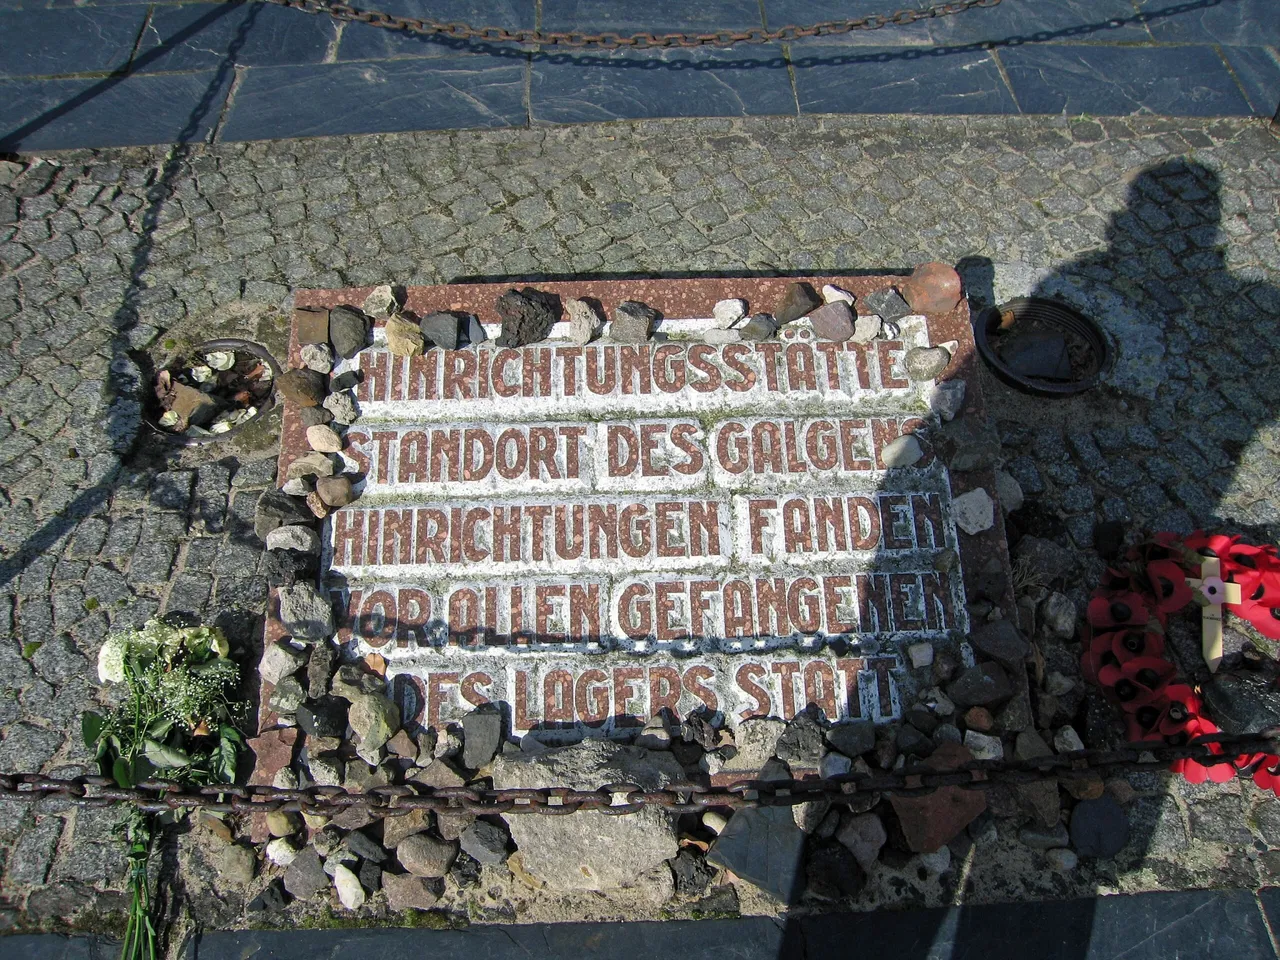 HINRICHTUNGSSTÄTTE
STANDORT DES GALGENS
HINRICHTUNGEN FANDEN
VOR ALLEN GEFANGENEN
DES LAGERS STATT